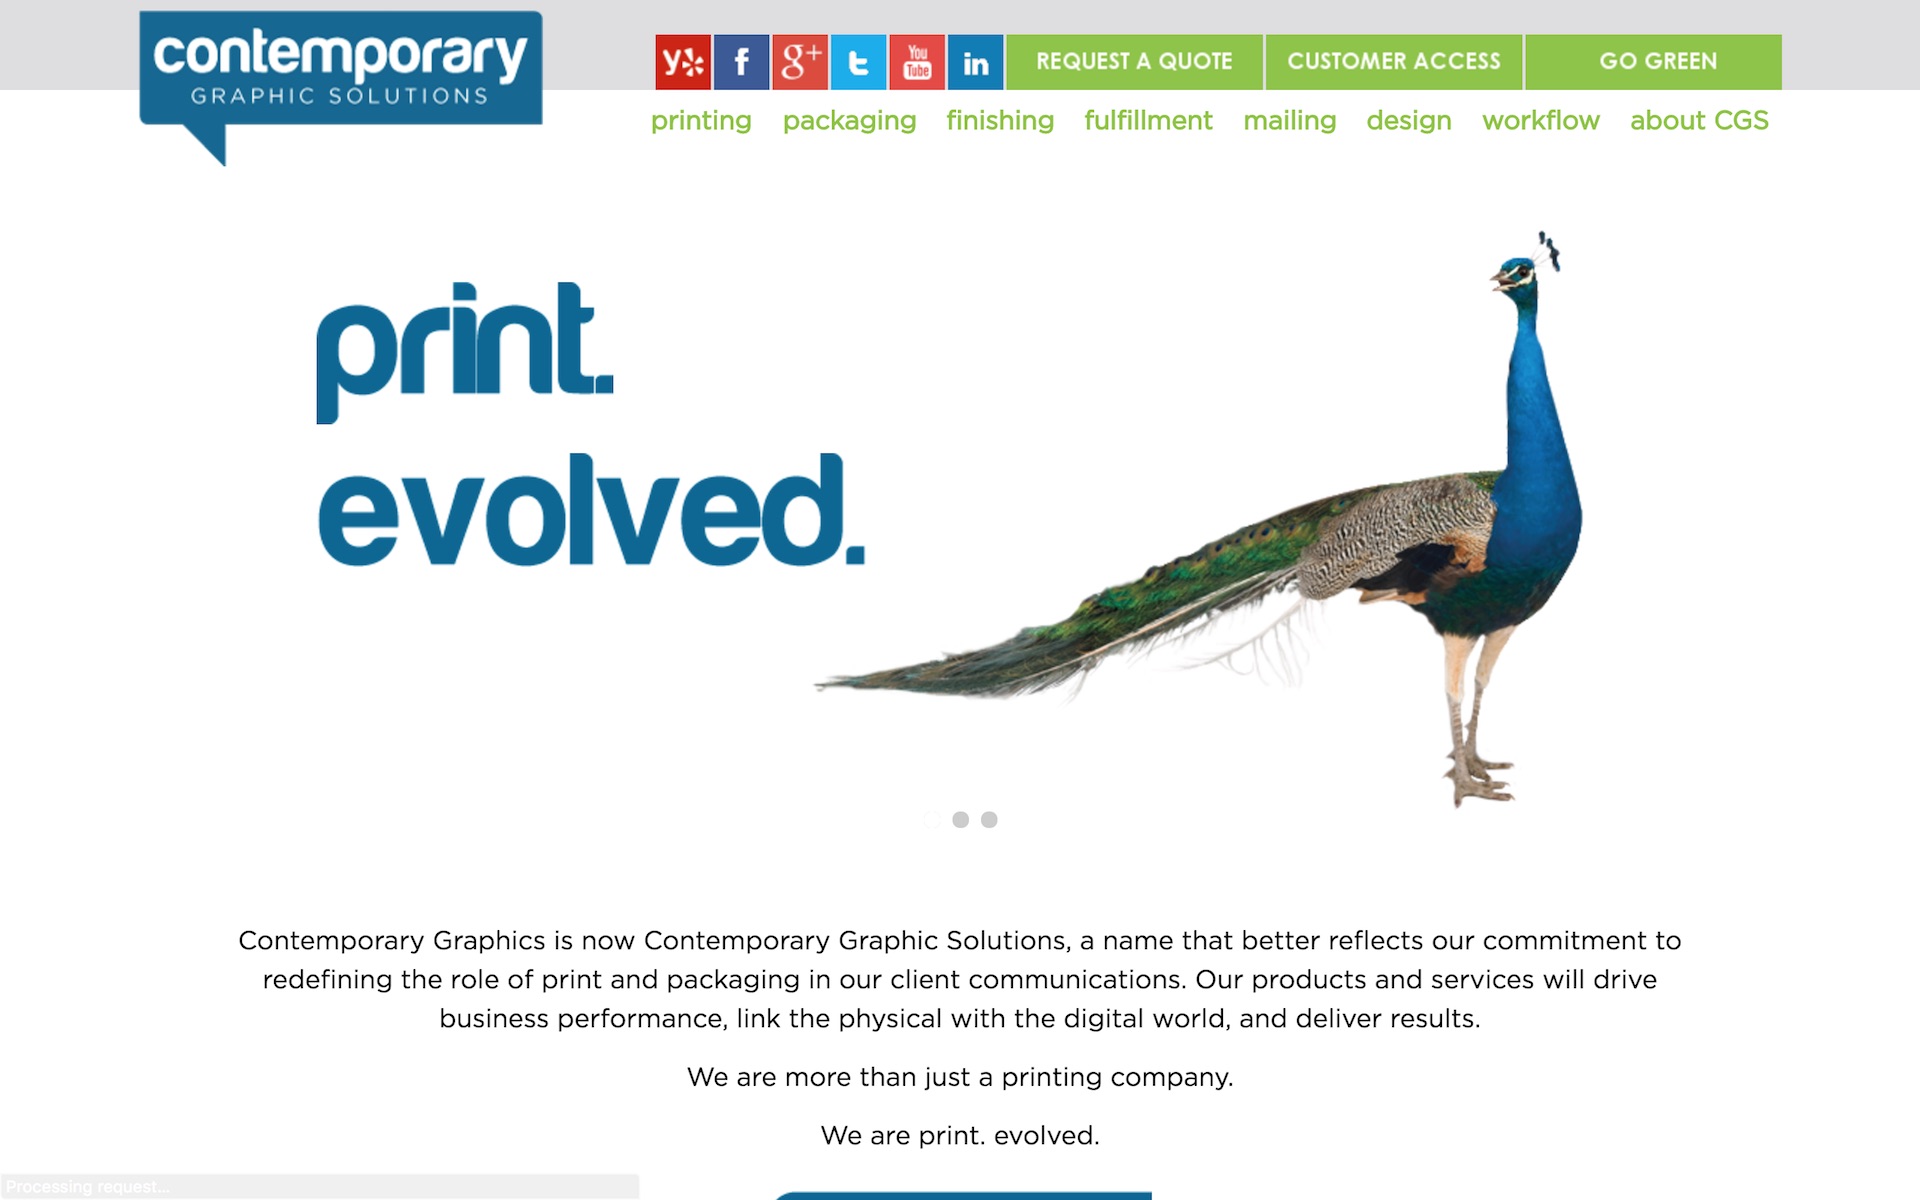 contemporary
GRAPHIC SOLUTIONS
y f g+ t You Tube in
REQUEST A QUOTE CUSTOMER ACCESS GO GREEN
printing packaging finishing fulfillment mailing design workflow about CGS
print.
evolved.
Contemporary Graphics is now Contemporary Graphic Solutions, a name that better reflects our commitment to
redefining the role of print and packaging in our client communications. Our products and services will drive
business performance, link the physical with the digital world, and deliver results.
We are more than just a printing company.
We are print. evolved.
Processing request...